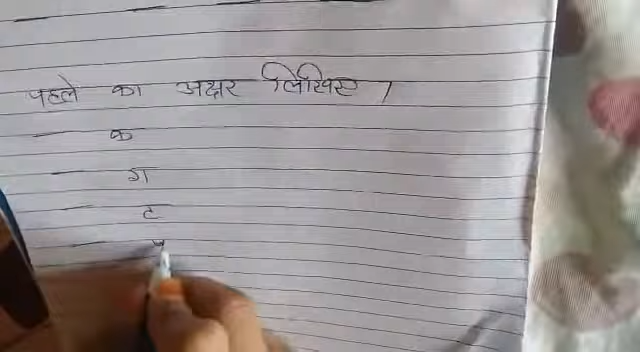 पहले का अक्षर लिखिए ।
— क
— ग
— ट
—